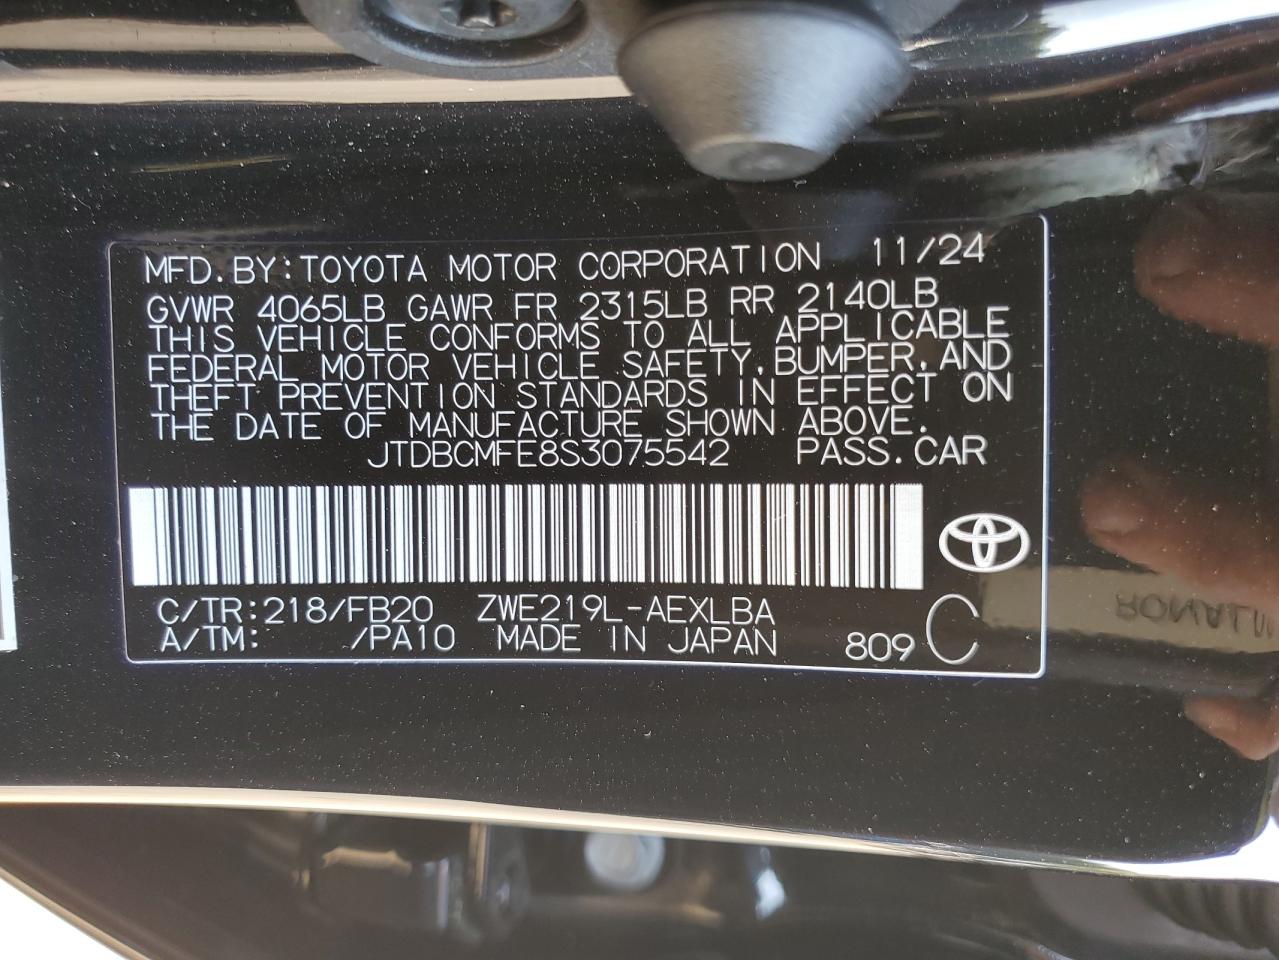 MFD.BY:TOYOTA MOTOR CORPORATION 11/24
GVWR 4065LB GAWR FR 2315LB RR 2140LB
THIS VEHICLE CONFORMS TO ALL APPLICABLE
FEDERAL MOTOR VEHICLE SAFETY,BUMPER,AND
THEFT PREVENTION STANDARDS IN EFFECT ON
THE DATE OF MANUFACTURE SHOWN ABOVE.
JTDBCMFE8S3075542 PASS.CAR
C/TR:218/FB20 ZWE219L-AEXLBA
A/TM: /PA10 MADE IN JAPAN 809 C